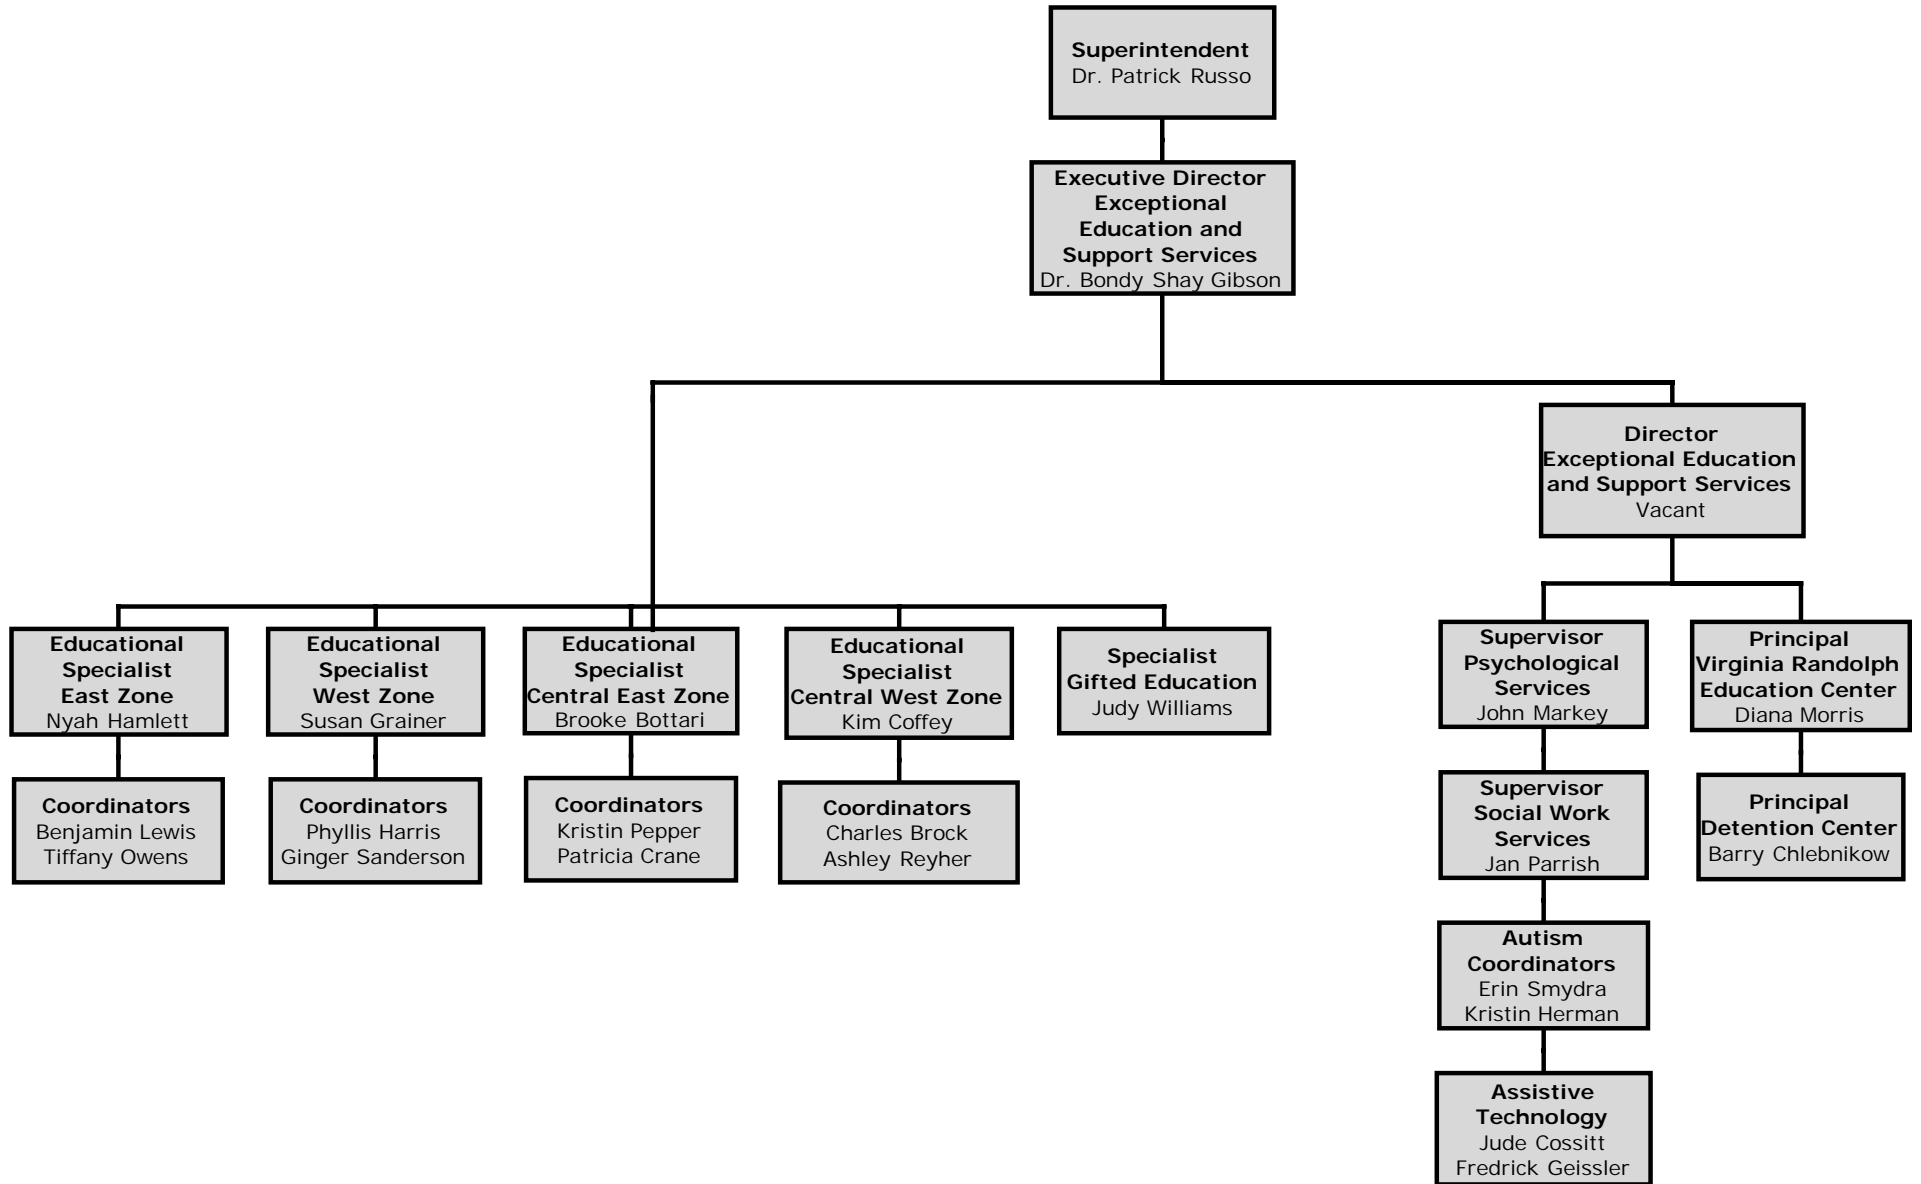 Superintendent
Dr. Patrick Russo
Executive Director
Exceptional
Education and
Support Services
Dr. Bondy Shay Gibson
Director
Exceptional Education
and Support Services
Vacant
Educational
Specialist
East Zone
Nyah Hamlett
Educational
Specialist
West Zone
Susan Grainer
Educational
Specialist
Central East Zone
Brooke Bottari
Educational
Specialist
Central West Zone
Kim Coffey
Specialist
Gifted Education
Judy Williams
Supervisor
Psychological
Services
John Markey
Principal
Virginia Randolph
Education Center
Diana Morris
Coordinators
Benjamin Lewis
Tiffany Owens
Coordinators
Phyllis Harris
Ginger Sanderson
Coordinators
Kristin Pepper
Patricia Crane
Coordinators
Charles Brock
Ashley Reyher
Supervisor
Social Work
Services
Jan Parrish
Principal
Detention Center
Barry Chlebnikow
Autism
Coordinators
Erin Smydra
Kristin Herman
Assistive
Technology
Jude Cossitt
Fredrick Geissler